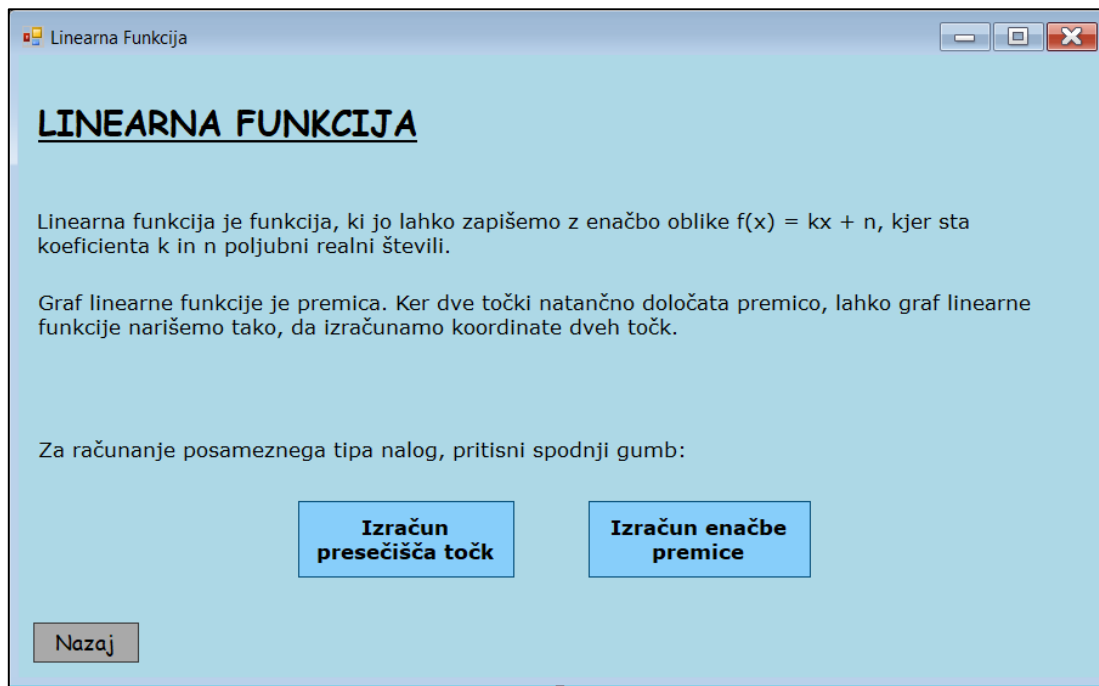 Linearna Funkcija
LINEARNA FUNKCIJA
Linearna funkcija je funkcija, ki jo lahko zapišemo z enačbo oblike f(x) = kx + n, kjer sta
koeficienta k in n poljubni realni števili.
Graf linearne funkcije je premica. Ker dve točki natančno določata premico, lahko graf linearne
funkcije narišemo tako, da izračunamo koordinate dveh točk.
Za računanje posameznega tipa nalog, pritisni spodnji gumb:
Izračun
presečišča točk
Izračun enačbe
premice
Nazaj